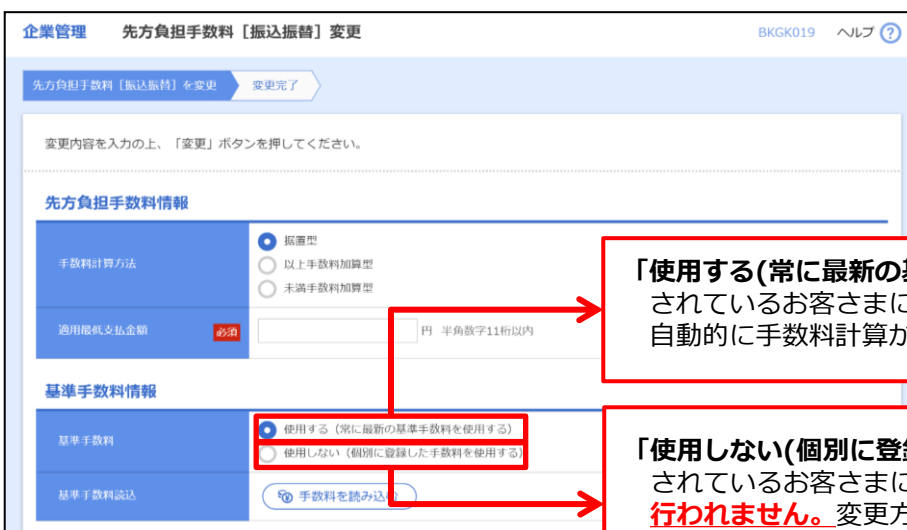 企業管理 先方負担手数料［振込振替］変更 BKGK019 ヘルプ ?
先方負担手数料［振込振替］を変更 変更完了
変更内容を入力の上、「変更」ボタンを押してください。
先方負担手数料情報
手数料計算方法
据置型
以上手数料加算型
未満手数料加算型
適用最低支払金額 必須 円 半角数字11桁以内
基準手数料情報
基準手数料
使用する（常に最新の基準手数料を使用する）
使用しない（個別に登録した手数料を使用する）
基準手数料読込 手数料を読み込む
「使用する(常に最新の
されているお客さまに
自動的に手数料計算が
「使用しない(個別に登
されているお客さまに
行われません。変更方